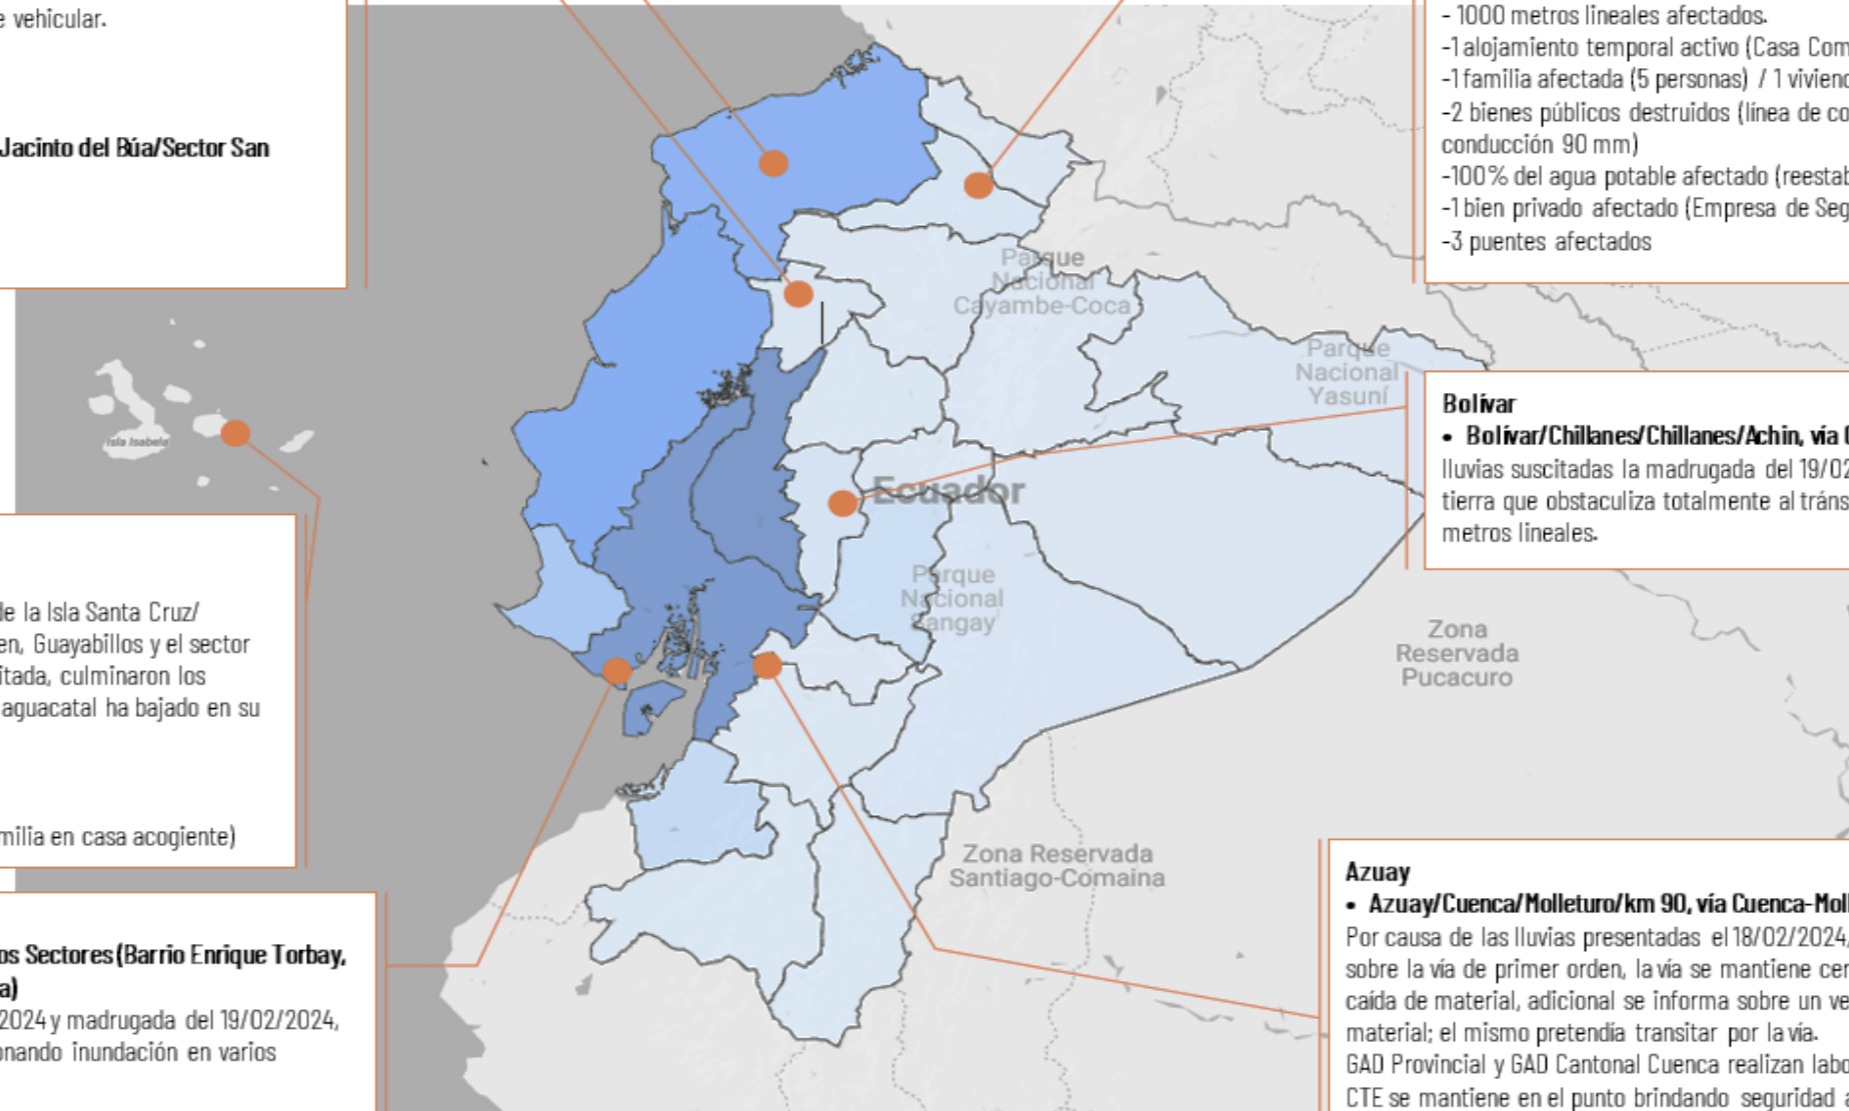 e vehicular.
Jacinto del Búa/Sector San
- 1000 metros lineales afectados.
-1 alojamiento temporal activo (Casa Com
-1 familia afectada (5 personas) / 1 viviend
-2 bienes públicos destruidos (línea de co
conducción 90 mm)
-100% del agua potable afectado (reestab
-1 bien privado afectado (Empresa de Seg
-3 puentes afectados
Parque
Nacional
Cayambe-Coca
Parque
Nacional
Yasuní
Isla Isabela
Ecuador
Parque
Nacional
Sangay
Bolívar
• Bolívar/Chillanes/Chillanes/Achin, vía C
lluvias suscitadas la madrugada del 19/02
tierra que obstaculiza totalmente al tráns
metros lineales.
de la Isla Santa Cruz/
en, Guayabillos y el sector
itada, culminaron los
aguacatal ha bajado en su
milia en casa acogiente)
Zona
Reservada
Pucacuro
Zona Reservada
Santiago-Comaina
os Sectores (Barrio Enrique Torbay,
a)
2024 y madrugada del 19/02/2024,
onando inundación en varios
Azuay
• Azuay/Cuenca/Molleturo/km 90, vía Cuenca-Moll
Por causa de las lluvias presentadas el 18/02/2024,
sobre la vía de primer orden, la vía se mantiene cer
caída de material, adicional se informa sobre un ve
material; el mismo pretendía transitar por la vía.
GAD Provincial y GAD Cantonal Cuenca realizan labo
CTE se mantiene en el punto brindando seguridad a